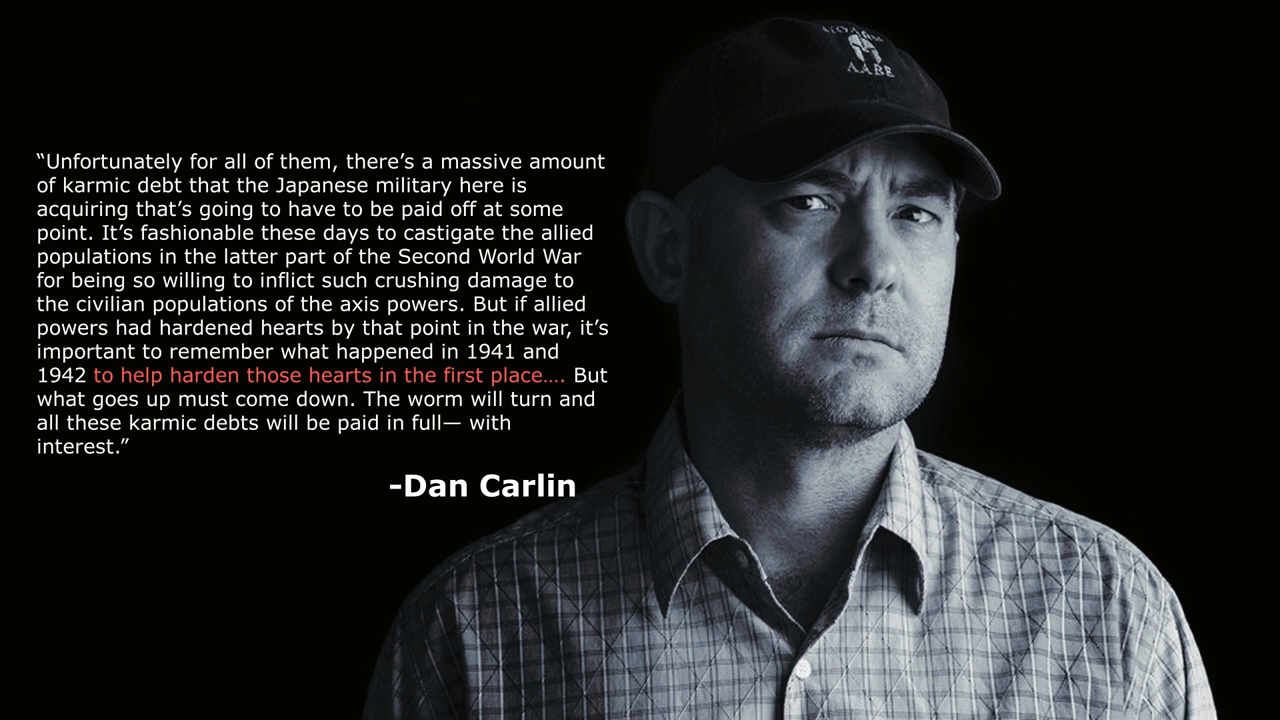 “Unfortunately for all of them, there’s a massive amount
of karmic debt that the Japanese military here is
acquiring that’s going to have to be paid off at some
point. It’s fashionable these days to castigate the allied
populations in the latter part of the Second World War
for being so willing to inflict such crushing damage to
the civilian populations of the axis powers. But if allied
powers had hardened hearts by that point in the war, it’s
important to remember what happened in 1941 and
1942 to help harden those hearts in the first place…. But
what goes up must come down. The worm will turn and
all these karmic debts will be paid in full— with
interest.”
-Dan Carlin
ΛΑΒΕ